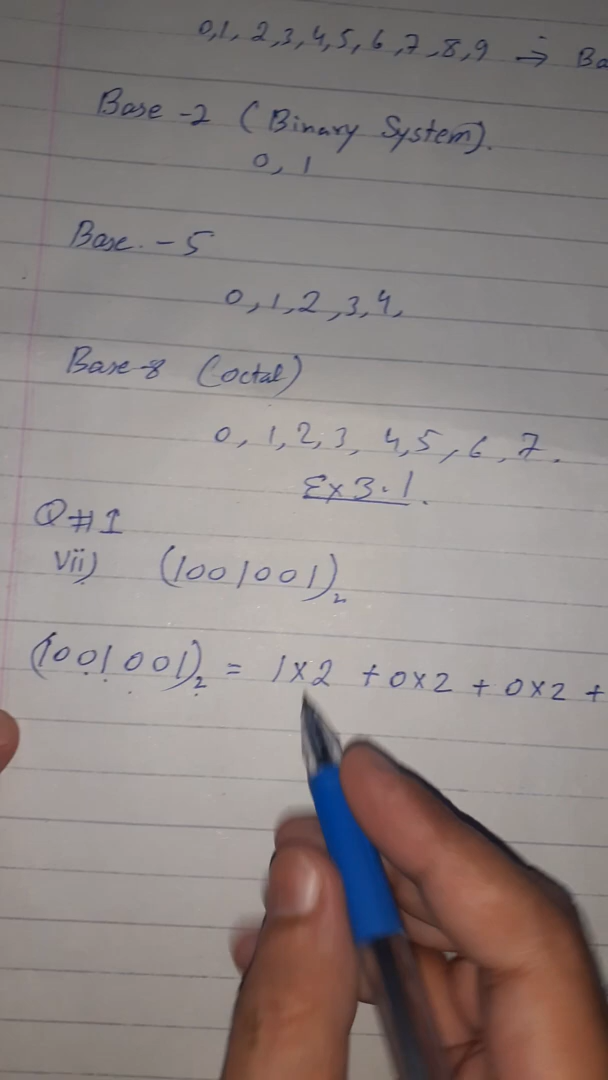 0,1, 2,3,4,5, 6,7,8,9 →
Base -2 (Binary System).
0, 1
Base. -5
0,1,2,3,4,
Base-8 (octal)
0, 1,2,3, 4,5,6,7.
Ex 3.1.
Q#1
vii) (1001001)₂
(1001001)₂ = 1×2 + 0×2 + 0×2 +